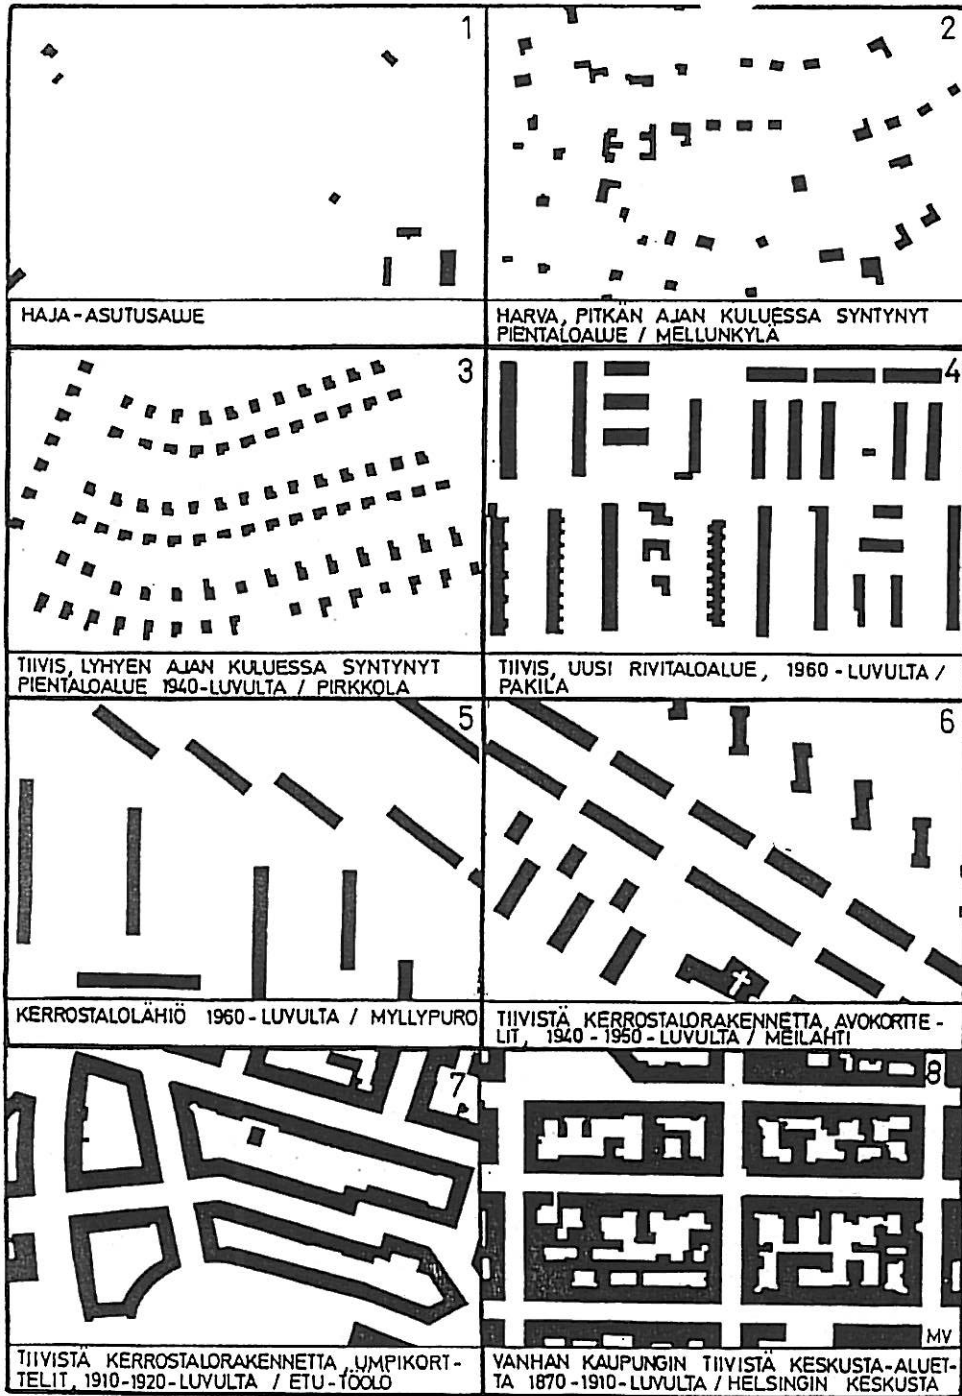 1
HAJA-ASUTUSALUE
2
HARVA, PITKÄN AJAN KULUESSA SYNTYNYT
PIENTALOALUE / MELLUNKYLÄ
3
TIIVIS, LYHYEN AJAN KULUESSA SYNTYNYT
PIENTALOALUE 1940-LUVULTA / PIRKKOLA
4
TIIVIS, UUSI RIVITALOALUE, 1960-LUVULTA /
PAKILA
5
KERROSTALOLÄHIÖ 1960-LUVULTA / MYLLYPURO
6
TIIVISTÄ KERROSTALORAKENNETTA, AVOKORTTE-
LIT, 1940-1950-LUVULTA / MEILAHTI
7
TIIVISTÄ KERROSTALORAKENNETTA, UMPIKORT-
TELIT, 1910-1920-LUVULTA / ETU-TÖÖLÖ
8
MV
VANHAN KAUPUNGIN TIIVISTÄ KESKUSTA-ALUET-
TA 1870-1910-LUVULTA / HELSINGIN KESKUSTA